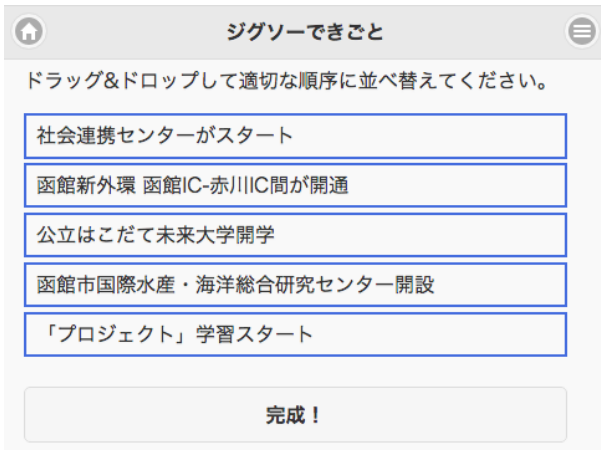 ジグソーできごと
ドラッグ&ドロップして適切な順序に並べ替えてください。
社会連携センターがスタート
函館新外環 函館IC-赤川IC間が開通
公立はこだて未来大学開学
函館市国際水産・海洋総合研究センター開設
「プロジェクト」学習スタート
完成！